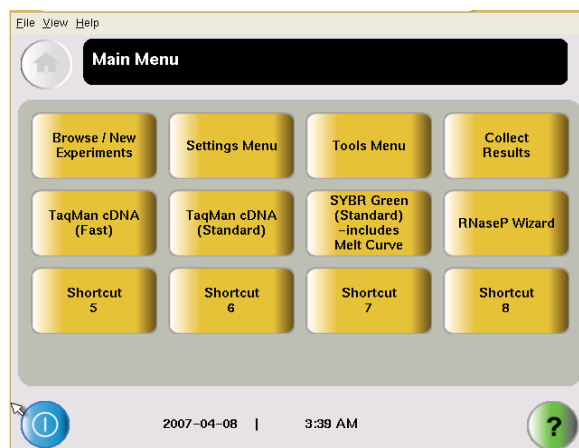 File View Help
Main Menu
Browse / New
Experiments
Settings Menu
Tools Menu
Collect
Results
TaqMan cDNA
(Fast)
TaqMan cDNA
(Standard)
SYBR Green
(Standard)
-includes
Melt Curve
RNaseP Wizard
Shortcut
5
Shortcut
6
Shortcut
7
Shortcut
8
2007-04-08 | 3:39 AM
?